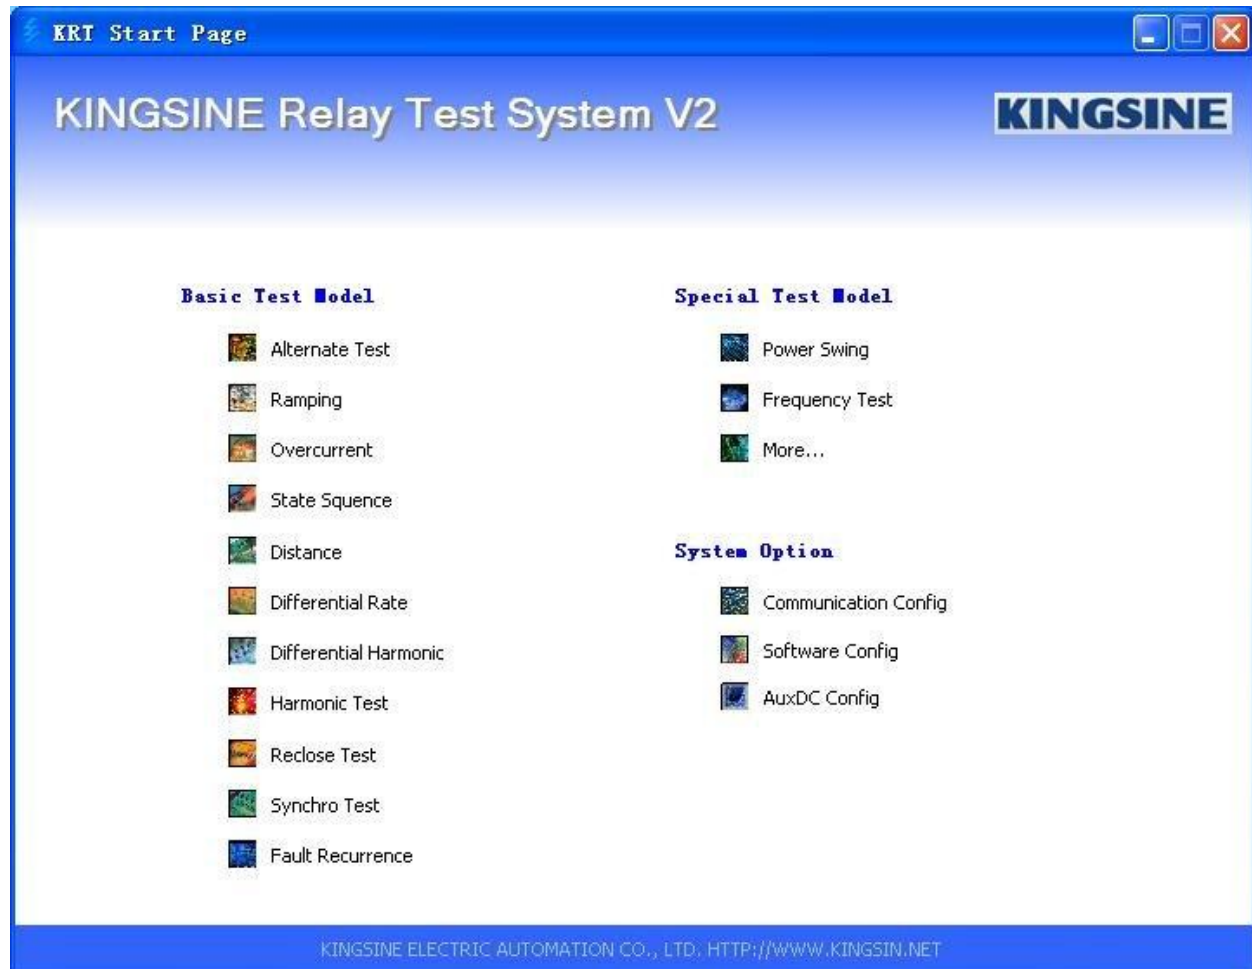 KRT Start Page
KINGSINE Relay Test System V2
KINGSINE
Basic Test Model
Alternate Test
Ramping
Overcurrent
State Squence
Distance
Differential Rate
Differential Harmonic
Harmonic Test
Reclose Test
Synchro Test
Fault Recurrence
Special Test Model
Power Swing
Frequency Test
More...
System Option
Communication Config
Software Config
AuxDC Config
KINGSINE ELECTRIC AUTOMATION CO., LTD. HTTP://WWW.KINGSIN.NET